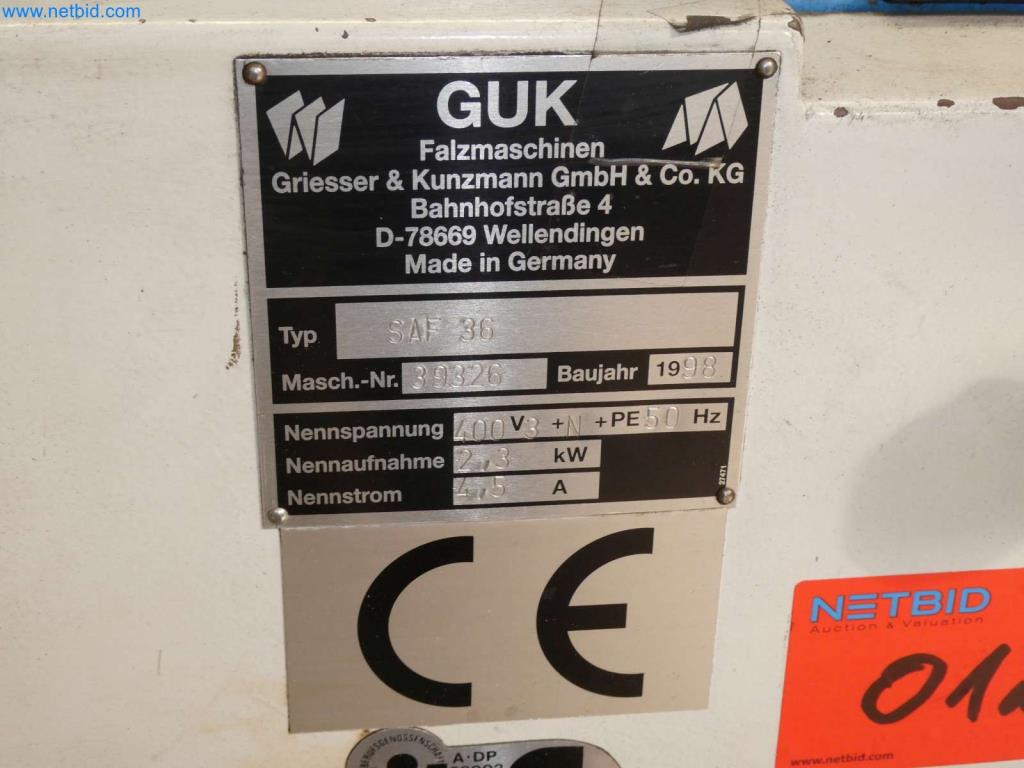 www.netbid.com
GUK
Falzmaschinen
Griesser & Kunzmann GmbH & Co. KG
Bahnhofstraße 4
D-78669 Wellendingen
Made in Germany
Typ SAF 36
Masch.-Nr. 39326 Baujahr 1998
Nennspannung 400 V 3 + N + PE 50 Hz
Nennaufnahme 2,3 kW
Nennstrom 4,5 A
27471
CE
NETBID
Auction & Valuation
www.netbid.com
A·DP